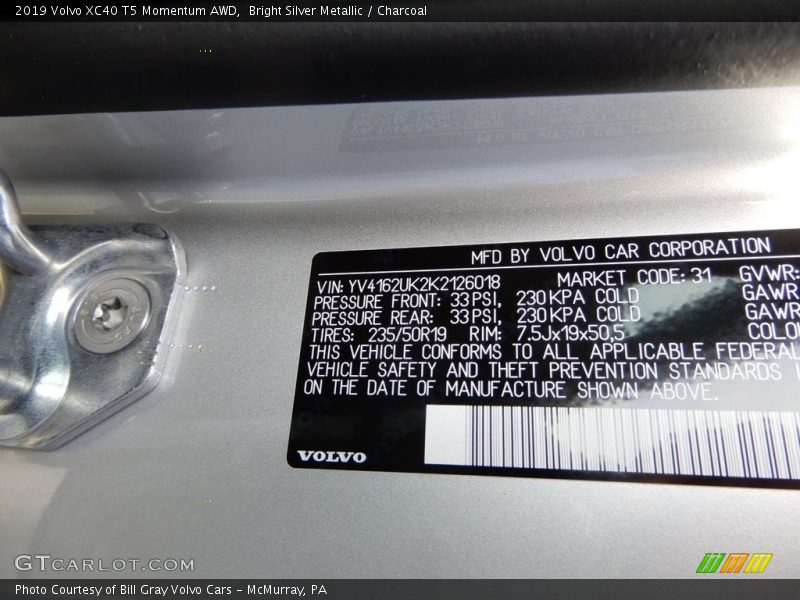 2019 Volvo XC40 T5 Momentum AWD,  Bright Silver Metallic / Charcoal
MFD BY VOLVO CAR CORPORATION
VIN: YV4162UK2K2126018 MARKET CODE: 31 GVWR:
PRESSURE FRONT: 33 PSI, 230 KPA COLD GAWR
PRESSURE REAR: 33 PSI, 230 KPA COLD GAWR
TIRES: 235/50R19 RIM: 7.5Jx19x50,5
THIS VEHICLE CONFORMS TO ALL APPLICABLE FEDERAL
VEHICLE SAFETY AND THEFT PREVENTION STANDARDS
ON THE DATE OF MANUFACTURE SHOWN ABOVE.
VOLVO
GTCARLOT.COM
Photo Courtesy of Bill Gray Volvo Cars – McMurray, PA